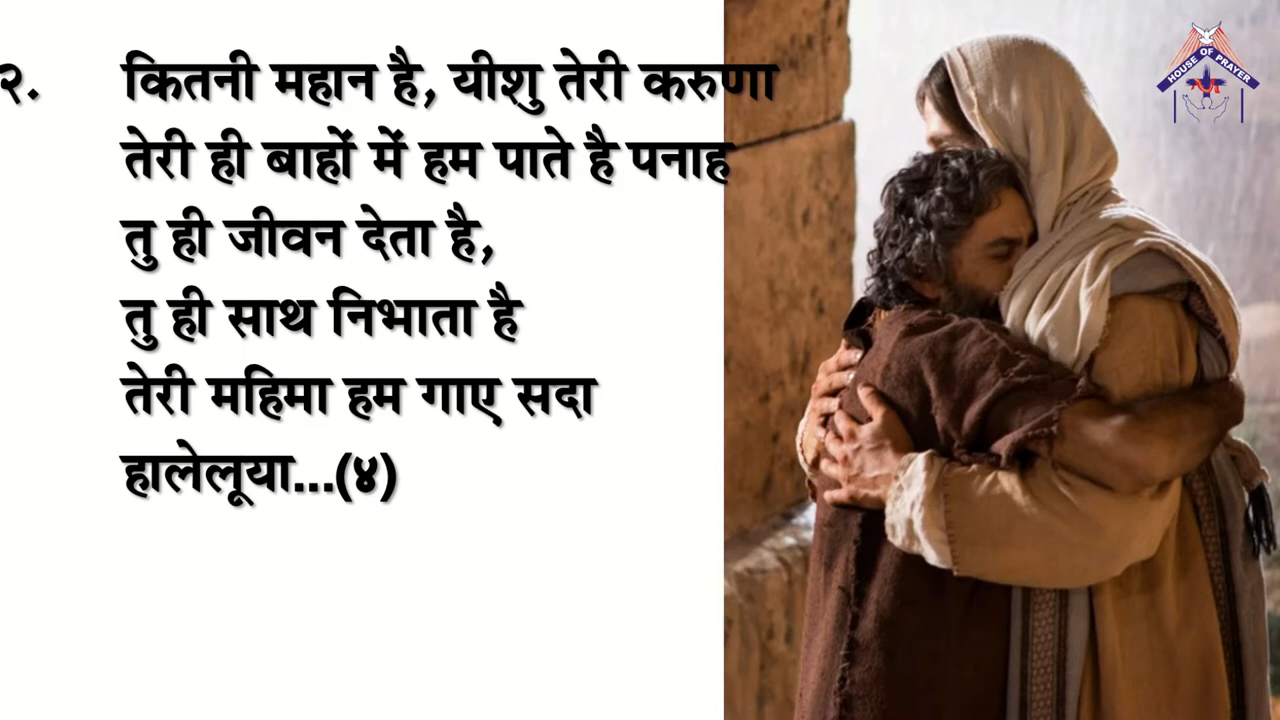 २. कितनी महान है, यीशु तेरी करुणा
तेरी ही बाहों में हम पाते है पनाह
तु ही जीवन देता है,
तु ही साथ निभाता है
तेरी महिमा हम गाए सदा
हालेलूया...(४)
HOUSE OF PRAYER